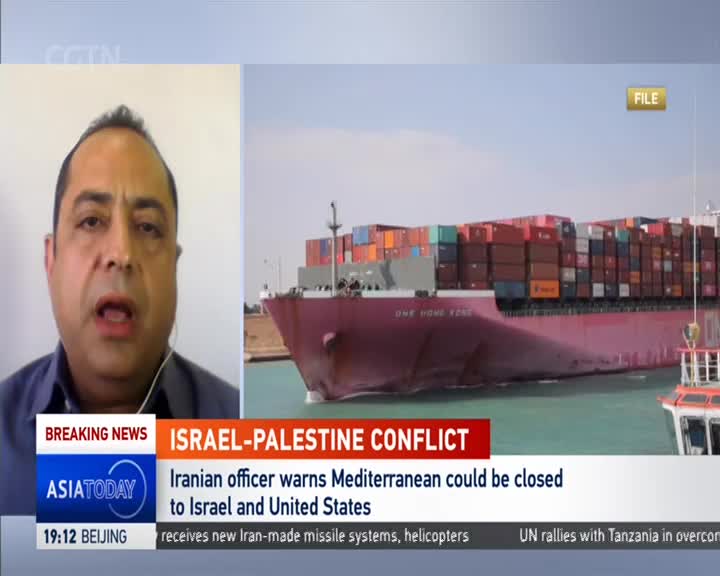 CGTN
FILE
ONE HONG KONG
BREAKING NEWS
ISRAEL-PALESTINE CONFLICT
ASIA TODAY
Iranian officer warns Mediterranean could be closed
to Israel and United States
19:12 BEIJING
receives new Iran-made missile systems, helicopters
UN rallies with Tanzania in